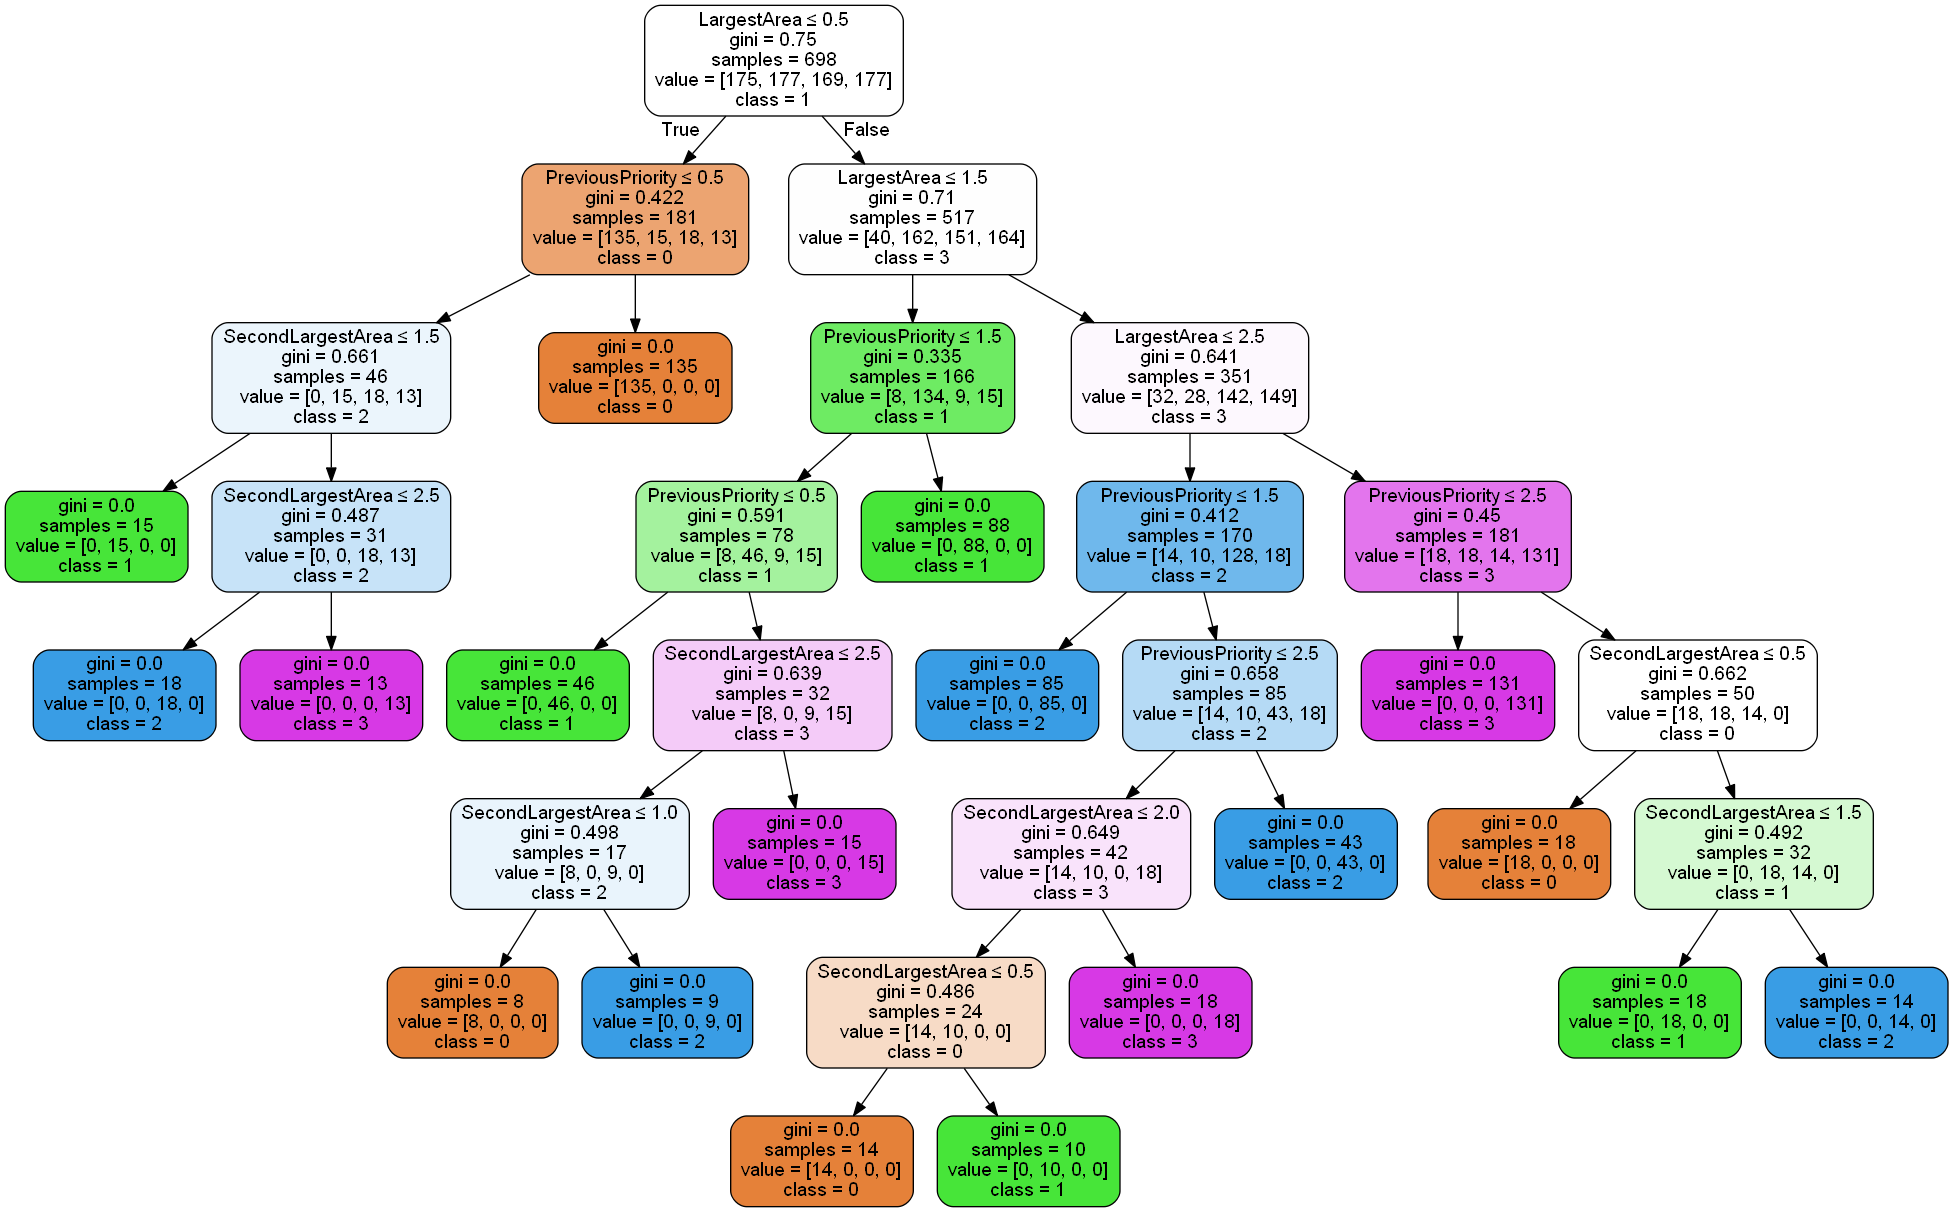 LargestArea ≤ 0.5
gini = 0.75
samples = 698
value = [175, 177, 169, 177]
class = 1
True
False
PreviousPriority ≤ 0.5
gini = 0.422
samples = 181
value = [135, 15, 18, 13]
class = 0
LargestArea ≤ 1.5
gini = 0.71
samples = 517
value = [40, 162, 151, 164]
class = 3
SecondLargestArea ≤ 1.5
gini = 0.661
samples = 46
value = [0, 15, 18, 13]
class = 2
gini = 0.0
samples = 135
value = [135, 0, 0, 0]
class = 0
PreviousPriority ≤ 1.5
gini = 0.335
samples = 166
value = [8, 134, 9, 15]
class = 1
LargestArea ≤ 2.5
gini = 0.641
samples = 351
value = [32, 28, 142, 149]
class = 3
gini = 0.0
samples = 15
value = [0, 15, 0, 0]
class = 1
SecondLargestArea ≤ 2.5
gini = 0.487
samples = 31
value = [0, 0, 18, 13]
class = 2
PreviousPriority ≤ 0.5
gini = 0.591
samples = 78
value = [8, 46, 9, 15]
class = 1
gini = 0.0
samples = 88
value = [0, 88, 0, 0]
class = 1
PreviousPriority ≤ 1.5
gini = 0.412
samples = 170
value = [14, 10, 128, 18]
class = 2
PreviousPriority ≤ 2.5
gini = 0.45
samples = 181
value = [18, 18, 14, 131]
class = 3
gini = 0.0
samples = 18
value = [0, 0, 18, 0]
class = 2
gini = 0.0
samples = 13
value = [0, 0, 0, 13]
class = 3
gini = 0.0
samples = 46
value = [0, 46, 0, 0]
class = 1
SecondLargestArea ≤ 2.5
gini = 0.639
samples = 32
value = [8, 0, 9, 15]
class = 3
gini = 0.0
samples = 85
value = [0, 0, 85, 0]
class = 2
PreviousPriority ≤ 2.5
gini = 0.658
samples = 85
value = [14, 10, 43, 18]
class = 2
gini = 0.0
samples = 131
value = [0, 0, 0, 131]
class = 3
SecondLargestArea ≤ 0.5
gini = 0.662
samples = 50
value = [18, 18, 14, 0]
class = 0
SecondLargestArea ≤ 1.0
gini = 0.498
samples = 17
value = [8, 0, 9, 0]
class = 2
gini = 0.0
samples = 15
value = [0, 0, 0, 15]
class = 3
SecondLargestArea ≤ 2.0
gini = 0.649
samples = 42
value = [14, 10, 0, 18]
class = 3
gini = 0.0
samples = 43
value = [0, 0, 43, 0]
class = 2
gini = 0.0
samples = 18
value = [18, 0, 0, 0]
class = 0
SecondLargestArea ≤ 1.5
gini = 0.492
samples = 32
value = [0, 18, 14, 0]
class = 1
gini = 0.0
samples = 8
value = [8, 0, 0, 0]
class = 0
gini = 0.0
samples = 9
value = [0, 0, 9, 0]
class = 2
SecondLargestArea ≤ 0.5
gini = 0.486
samples = 24
value = [14, 10, 0, 0]
class = 0
gini = 0.0
samples = 18
value = [0, 0, 0, 18]
class = 3
gini = 0.0
samples = 18
value = [0, 18, 0, 0]
class = 1
gini = 0.0
samples = 14
value = [0, 0, 14, 0]
class = 2
gini = 0.0
samples = 14
value = [14, 0, 0, 0]
class = 0
gini = 0.0
samples = 10
value = [0, 10, 0, 0]
class = 1